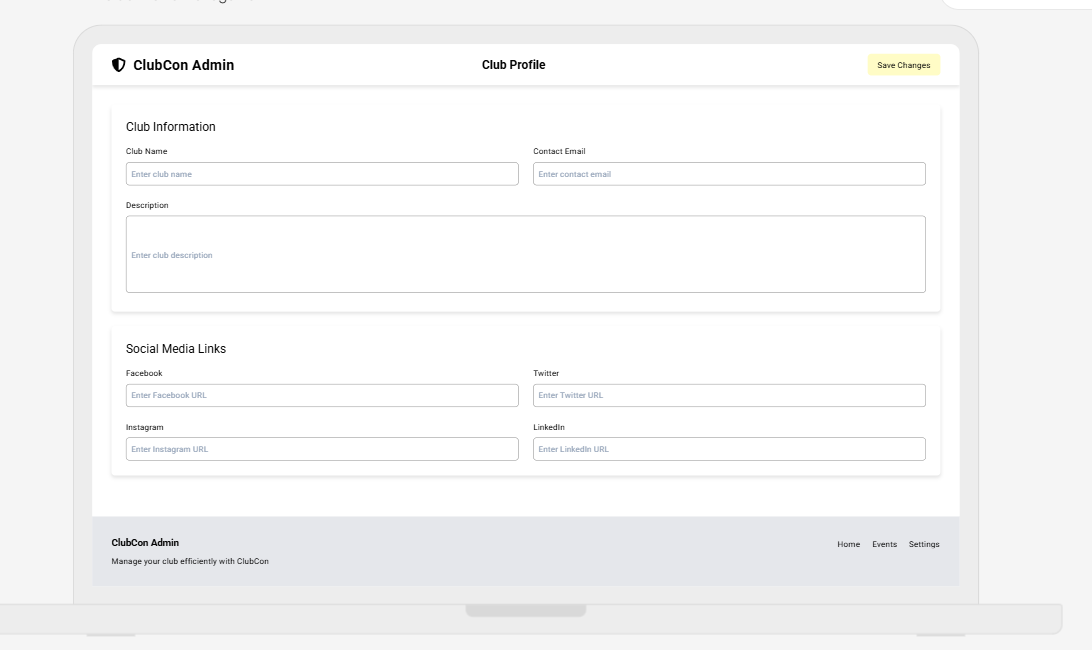 ClubCon Admin
Club Profile
Save Changes
Club Information
Club Name
Contact Email
Enter club name
Enter contact email
Description
Enter club description
Social Media Links
Facebook
Twitter
Enter Facebook URL
Enter Twitter URL
Instagram
LinkedIn
Enter Instagram URL
Enter LinkedIn URL
ClubCon Admin
Home
Events
Settings
Manage your club efficiently with ClubCon